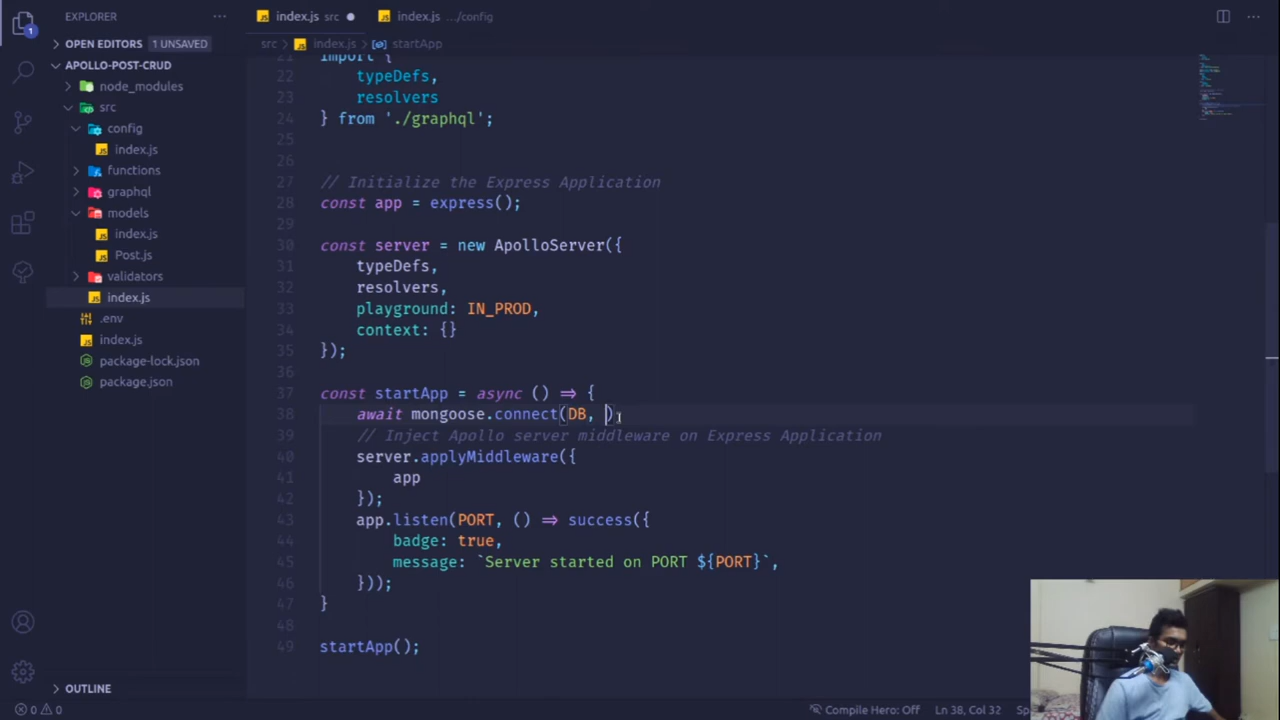 EXPLORER
···
index.js src ●
index.js .../config
···
OPEN EDITORS 1 UNSAVED
src > index.js > startApp
APOLLO-POST-CRUD
node_modules
src
config
index.js
functions
graphql
models
index.js
Post.js
validators
index.js
.env
index.js
package-lock.json
package.json
OUTLINE
1
21 import {
22 typeDefs,
23 resolvers
24 } from './graphql';
25
26
27 // Initialize the Express Application
28 const app = express();
29
30 const server = new ApolloServer({
31 typeDefs,
32 resolvers,
33 playground: IN_PROD,
34 context: {}
35 });
36
37 const startApp = async () => {
38 await mongoose.connect(DB, );
39 // Inject Apollo server middleware on Express Application
40 server.applyMiddleware({
41 app
42 });
43 app.listen(PORT, () => success({
44 badge: true,
45 message: `Server started on PORT ${PORT}`,
46 }));
47 }
48
49 startApp();
0 0
Compile Hero: Off Ln 38, Col 32